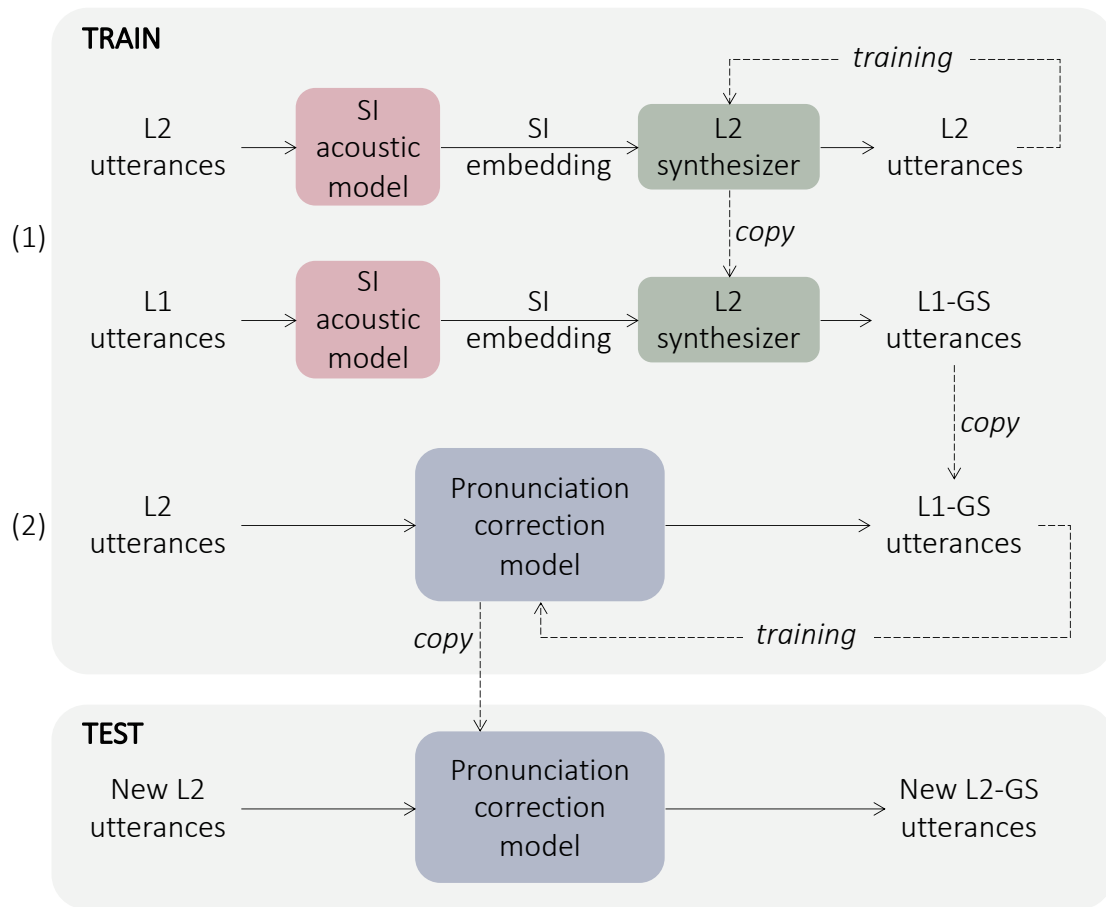 TRAIN
training
L2
utterances
SI
acoustic
model
SI
embedding
L2
synthesizer
L2
utterances
(1)
copy
L1
utterances
SI
acoustic
model
SI
embedding
L2
synthesizer
L1-GS
utterances
copy
(2)
L2
utterances
Pronunciation
correction
model
L1-GS
utterances
copy
training
TEST
New L2
utterances
Pronunciation
correction
model
New L2-GS
utterances